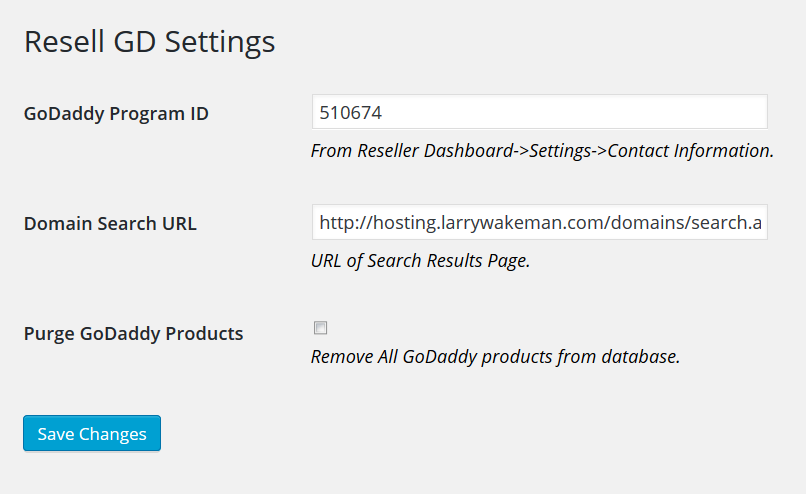 Resell GD Settings
GoDaddy Program ID
510674
From Reseller Dashboard->Settings->Contact Information.
Domain Search URL
http://hosting.larrywakeman.com/domains/search.a
URL of Search Results Page.
Purge GoDaddy Products
Remove All GoDaddy products from database.
Save Changes